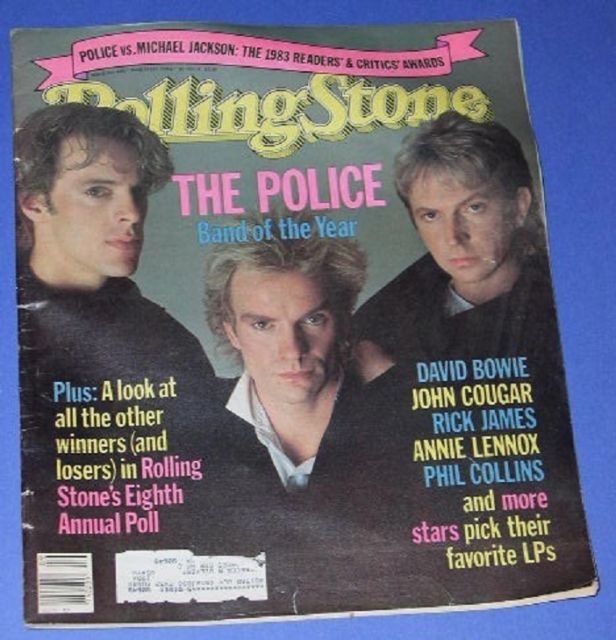 POLICE vs. MICHAEL JACKSON: THE 1983 READERS' & CRITICS' AWARDS
Rolling Stone
THE POLICE
Band of the Year
Plus: A look at
all the other
winners (and
losers) in Rolling
Stone's Eighth
Annual Poll
DAVID BOWIE
JOHN COUGAR
RICK JAMES
ANNIE LENNOX
PHIL COLLINS
and more
stars pick their
favorite LPs